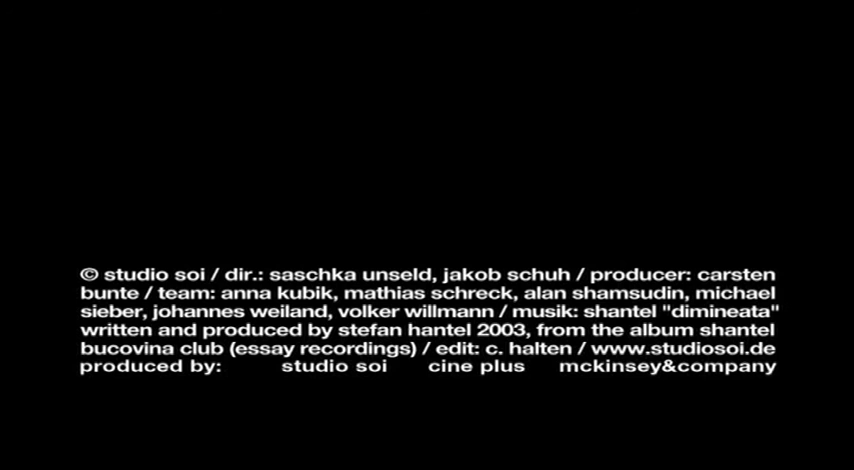 © studio soi / dir.: saschka unseld, jakob schuh / producer: carsten
bunte / team: anna kubik, mathias schreck, alan shamsudin, michael
sieber, johannes weiland, volker willmann / musik: shantel "dimineata"
written and produced by stefan hantel 2003, from the album shantel
bucovina club (essay recordings) / edit: c. halten / www.studiosoi.de
produced by: studio soi cine plus mckinsey&company